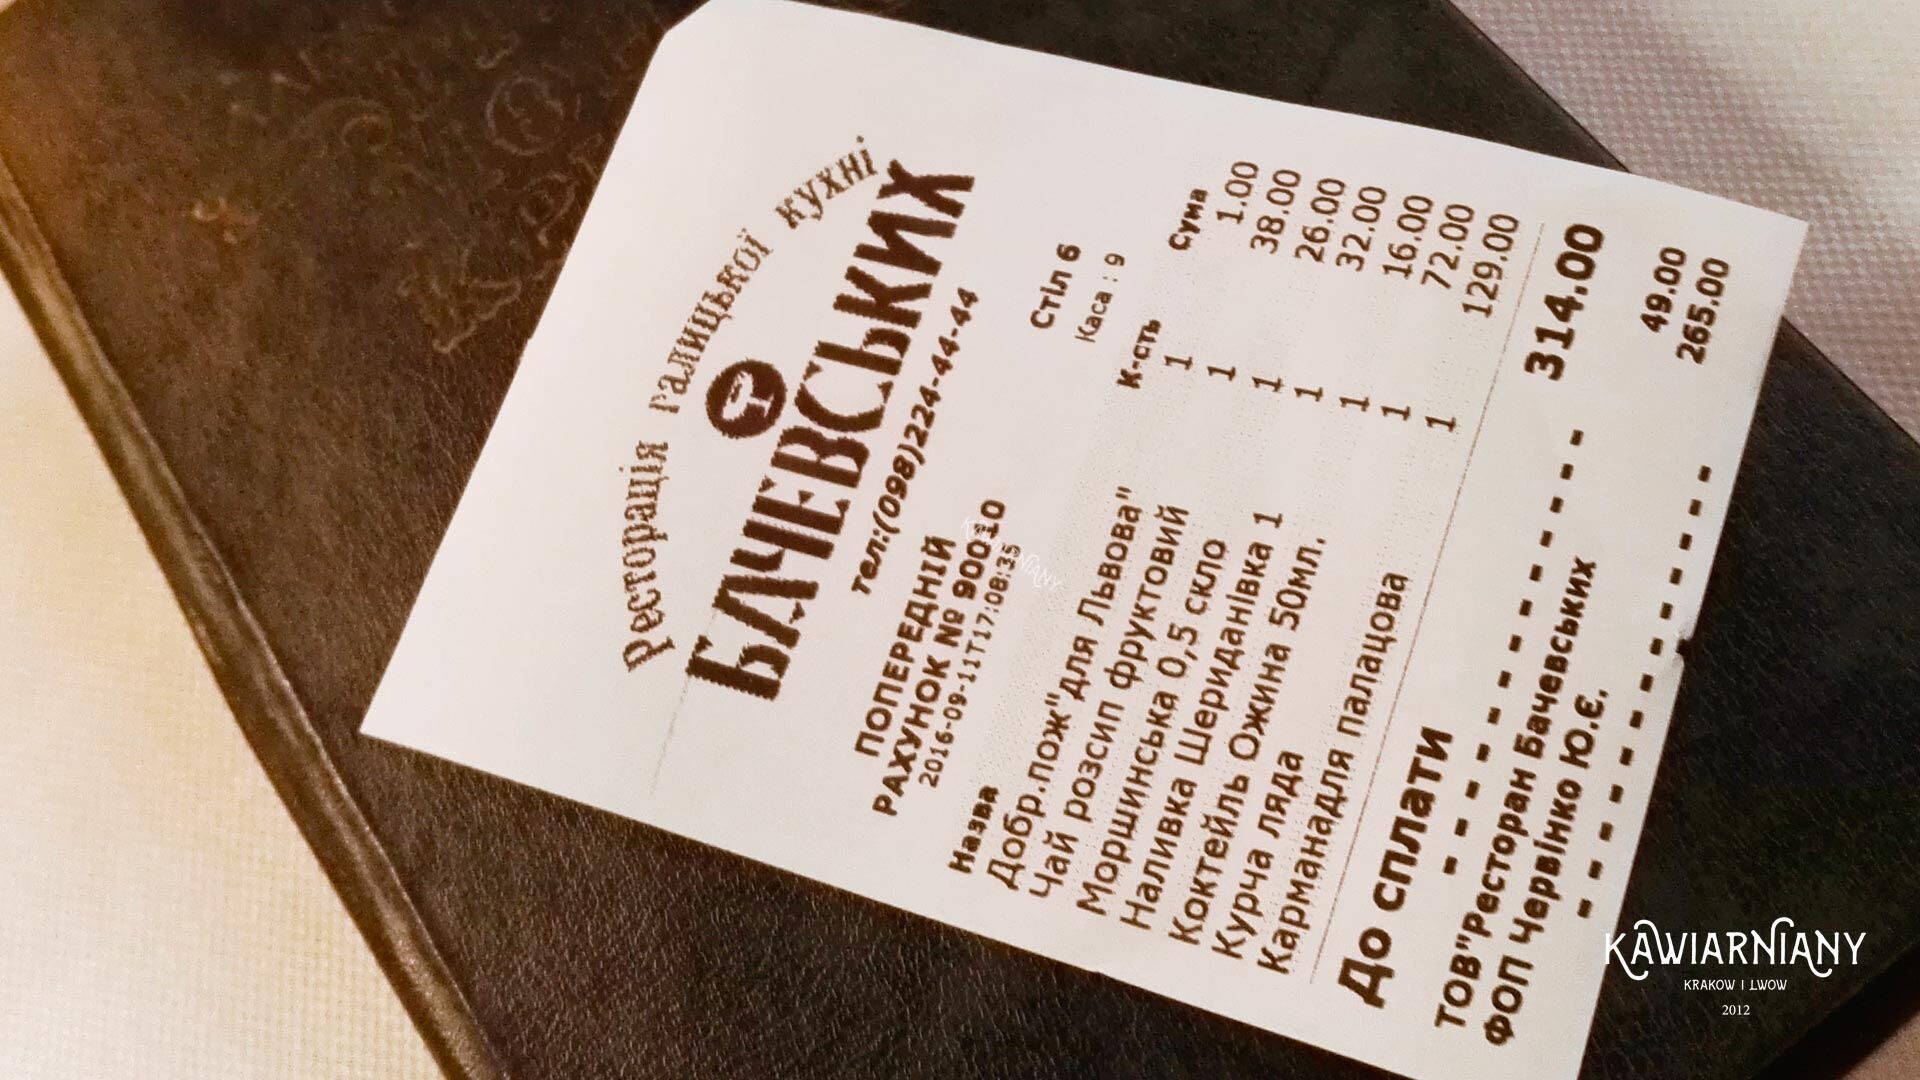 Ресторація галицької кухні
БАЧЕВСЬКИХ
тел:(098)224-44-44
Стіл 6
ПОПЕРЕДНІЙ
Каса : 9
РАХУНОК № 90010
2016-09-11T17:08:35
Назва К-сть Сума
Добр.пож"для Львова" 1 1.00
Чай розсип фруктовий 1 38.00
Моршинська 0,5 скло 1 26.00
Наливка Шериданівка 1 1 32.00
Коктейль Ожина 50мл. 1 16.00
Курча ляда 1 72.00
Карманадля палацова 1 129.00
До сплати 314.00
ТОВ"Ресторан Бачевських 49.00
ФОП Червінко Ю.Є. 265.00
KAWIARNIANY
KRAKOW I LWOW
2012
KAWIARNIANY